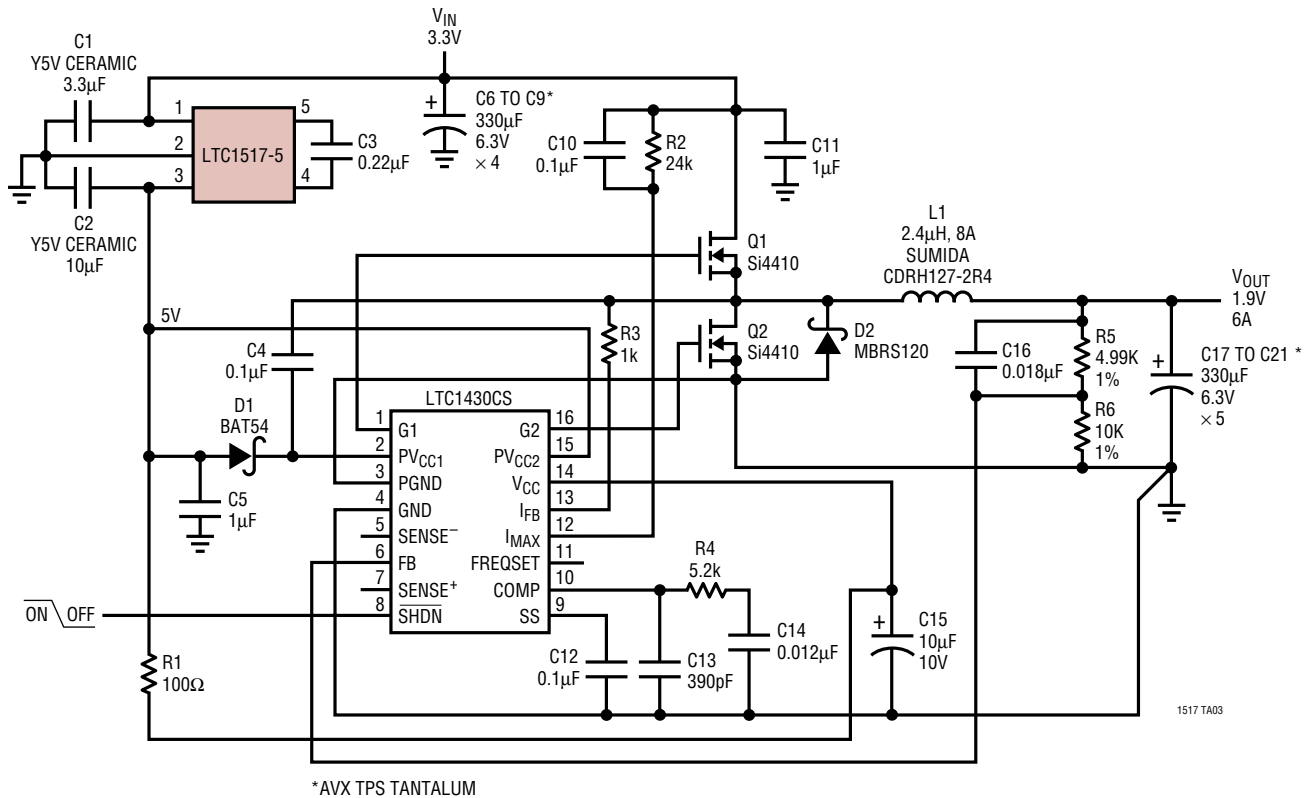 VIN
3.3V
C1
Y5V CERAMIC
3.3µF
1
2
3
LTC1517-5
5
4
C3
0.22µF
C2
Y5V CERAMIC
10µF
+
C6 TO C9*
330µF
6.3V
× 4
C10
0.1µF
R2
24k
C11
1µF
Q1
Si4410
L1
2.4µH, 8A
SUMIDA
CDRH127-2R4
VOUT
1.9V
6A
5V
C4
0.1µF
R3
1k
Q2
Si4410
D2
MBRS120
C16
0.018µF
R5
4.99K
1%
R6
10K
1%
+
C17 TO C21 *
330µF
6.3V
× 5
D1
BAT54
C5
1µF
LTC1430CS
1 G1
2 PVCC1
3 PGND
4 GND
5 SENSE–
6 FB
7 SENSE+
8 SHDN
G2 16
PVCC2 15
VCC 14
IFB 13
IMAX 12
FREQSET 11
COMP 10
SS 9
ON OFF
R1
100Ω
R4
5.2k
C12
0.1µF
C13
390pF
C14
0.012µF
+
C15
10µF
10V
1517 TA03
*AVX TPS TANTALUM